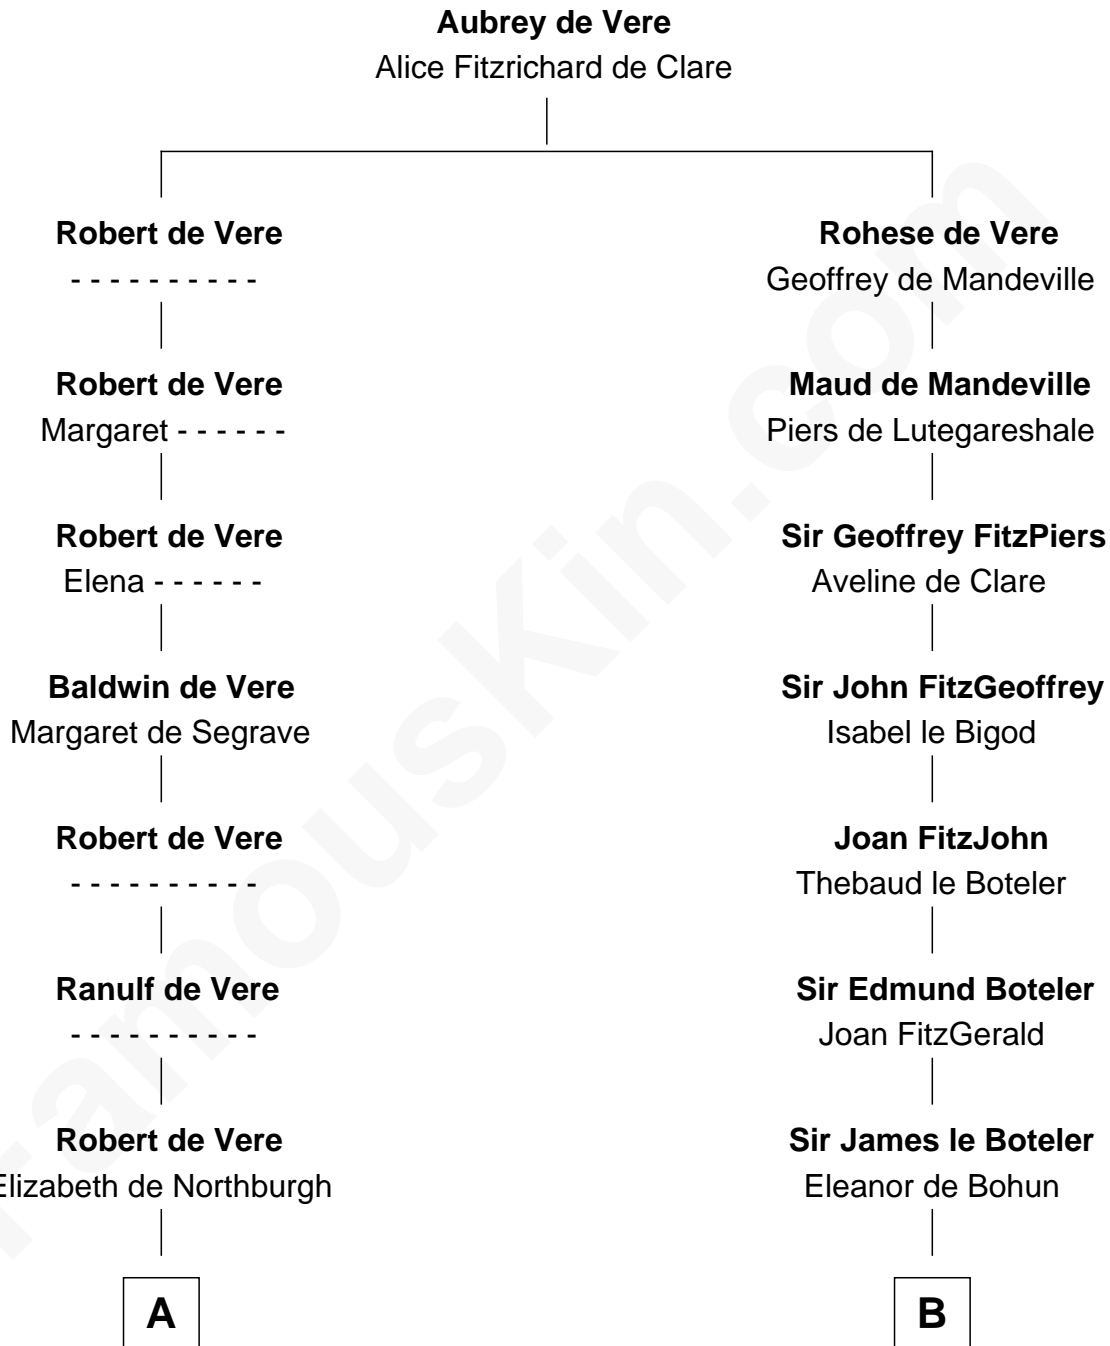 Aubrey de Vere
Alice Fitzrichard de Clare
Robert de Vere
- - - - - - - - - -
Rohese de Vere
Geoffrey de Mandeville
Robert de Vere
Margaret - - - - - -
Maud de Mandeville
Piers de Lutegareshale
Robert de Vere
Elena - - - - - -
Sir Geoffrey FitzPiers
Aveline de Clare
Baldwin de Vere
Margaret de Segrave
Sir John FitzGeoffrey
Isabel le Bigod
Robert de Vere
- - - - - - - - - -
Joan FitzJohn
Thebaud le Boteler
Ranulf de Vere
- - - - - - - - - -
Sir Edmund Boteler
Joan FitzGerald
Robert de Vere
Elizabeth de Northburgh
Sir James le Boteler
Eleanor de Bohun
A
B
FamousKin.com